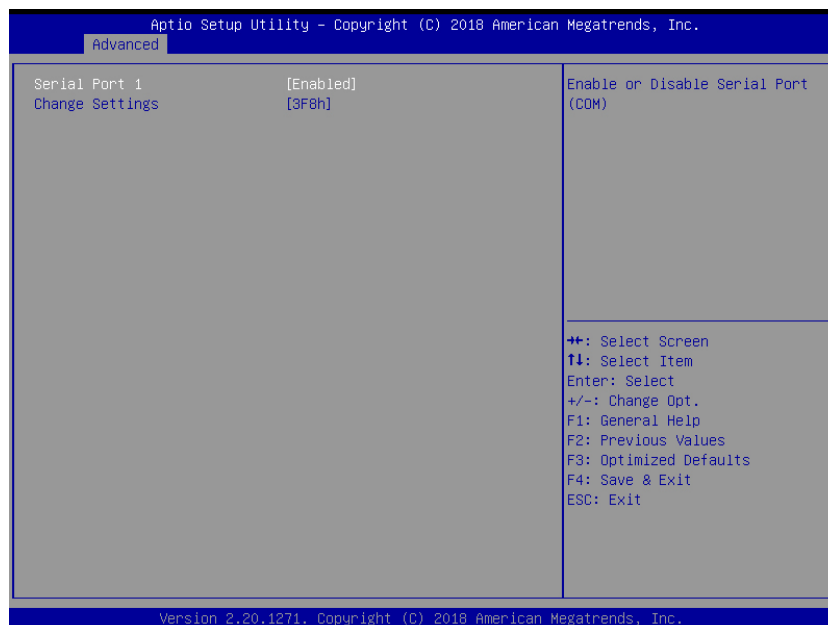 Aptio Setup Utility – Copyright (C) 2018 American Megatrends, Inc.
Advanced
Serial Port 1 [Enabled]
Change Settings [3F8h]
Enable or Disable Serial Port
(COM)
→←: Select Screen
↑↓: Select Item
Enter: Select
+/-: Change Opt.
F1: General Help
F2: Previous Values
F3: Optimized Defaults
F4: Save & Exit
ESC: Exit
Version 2.20.1271. Copyright (C) 2018 American Megatrends, Inc.